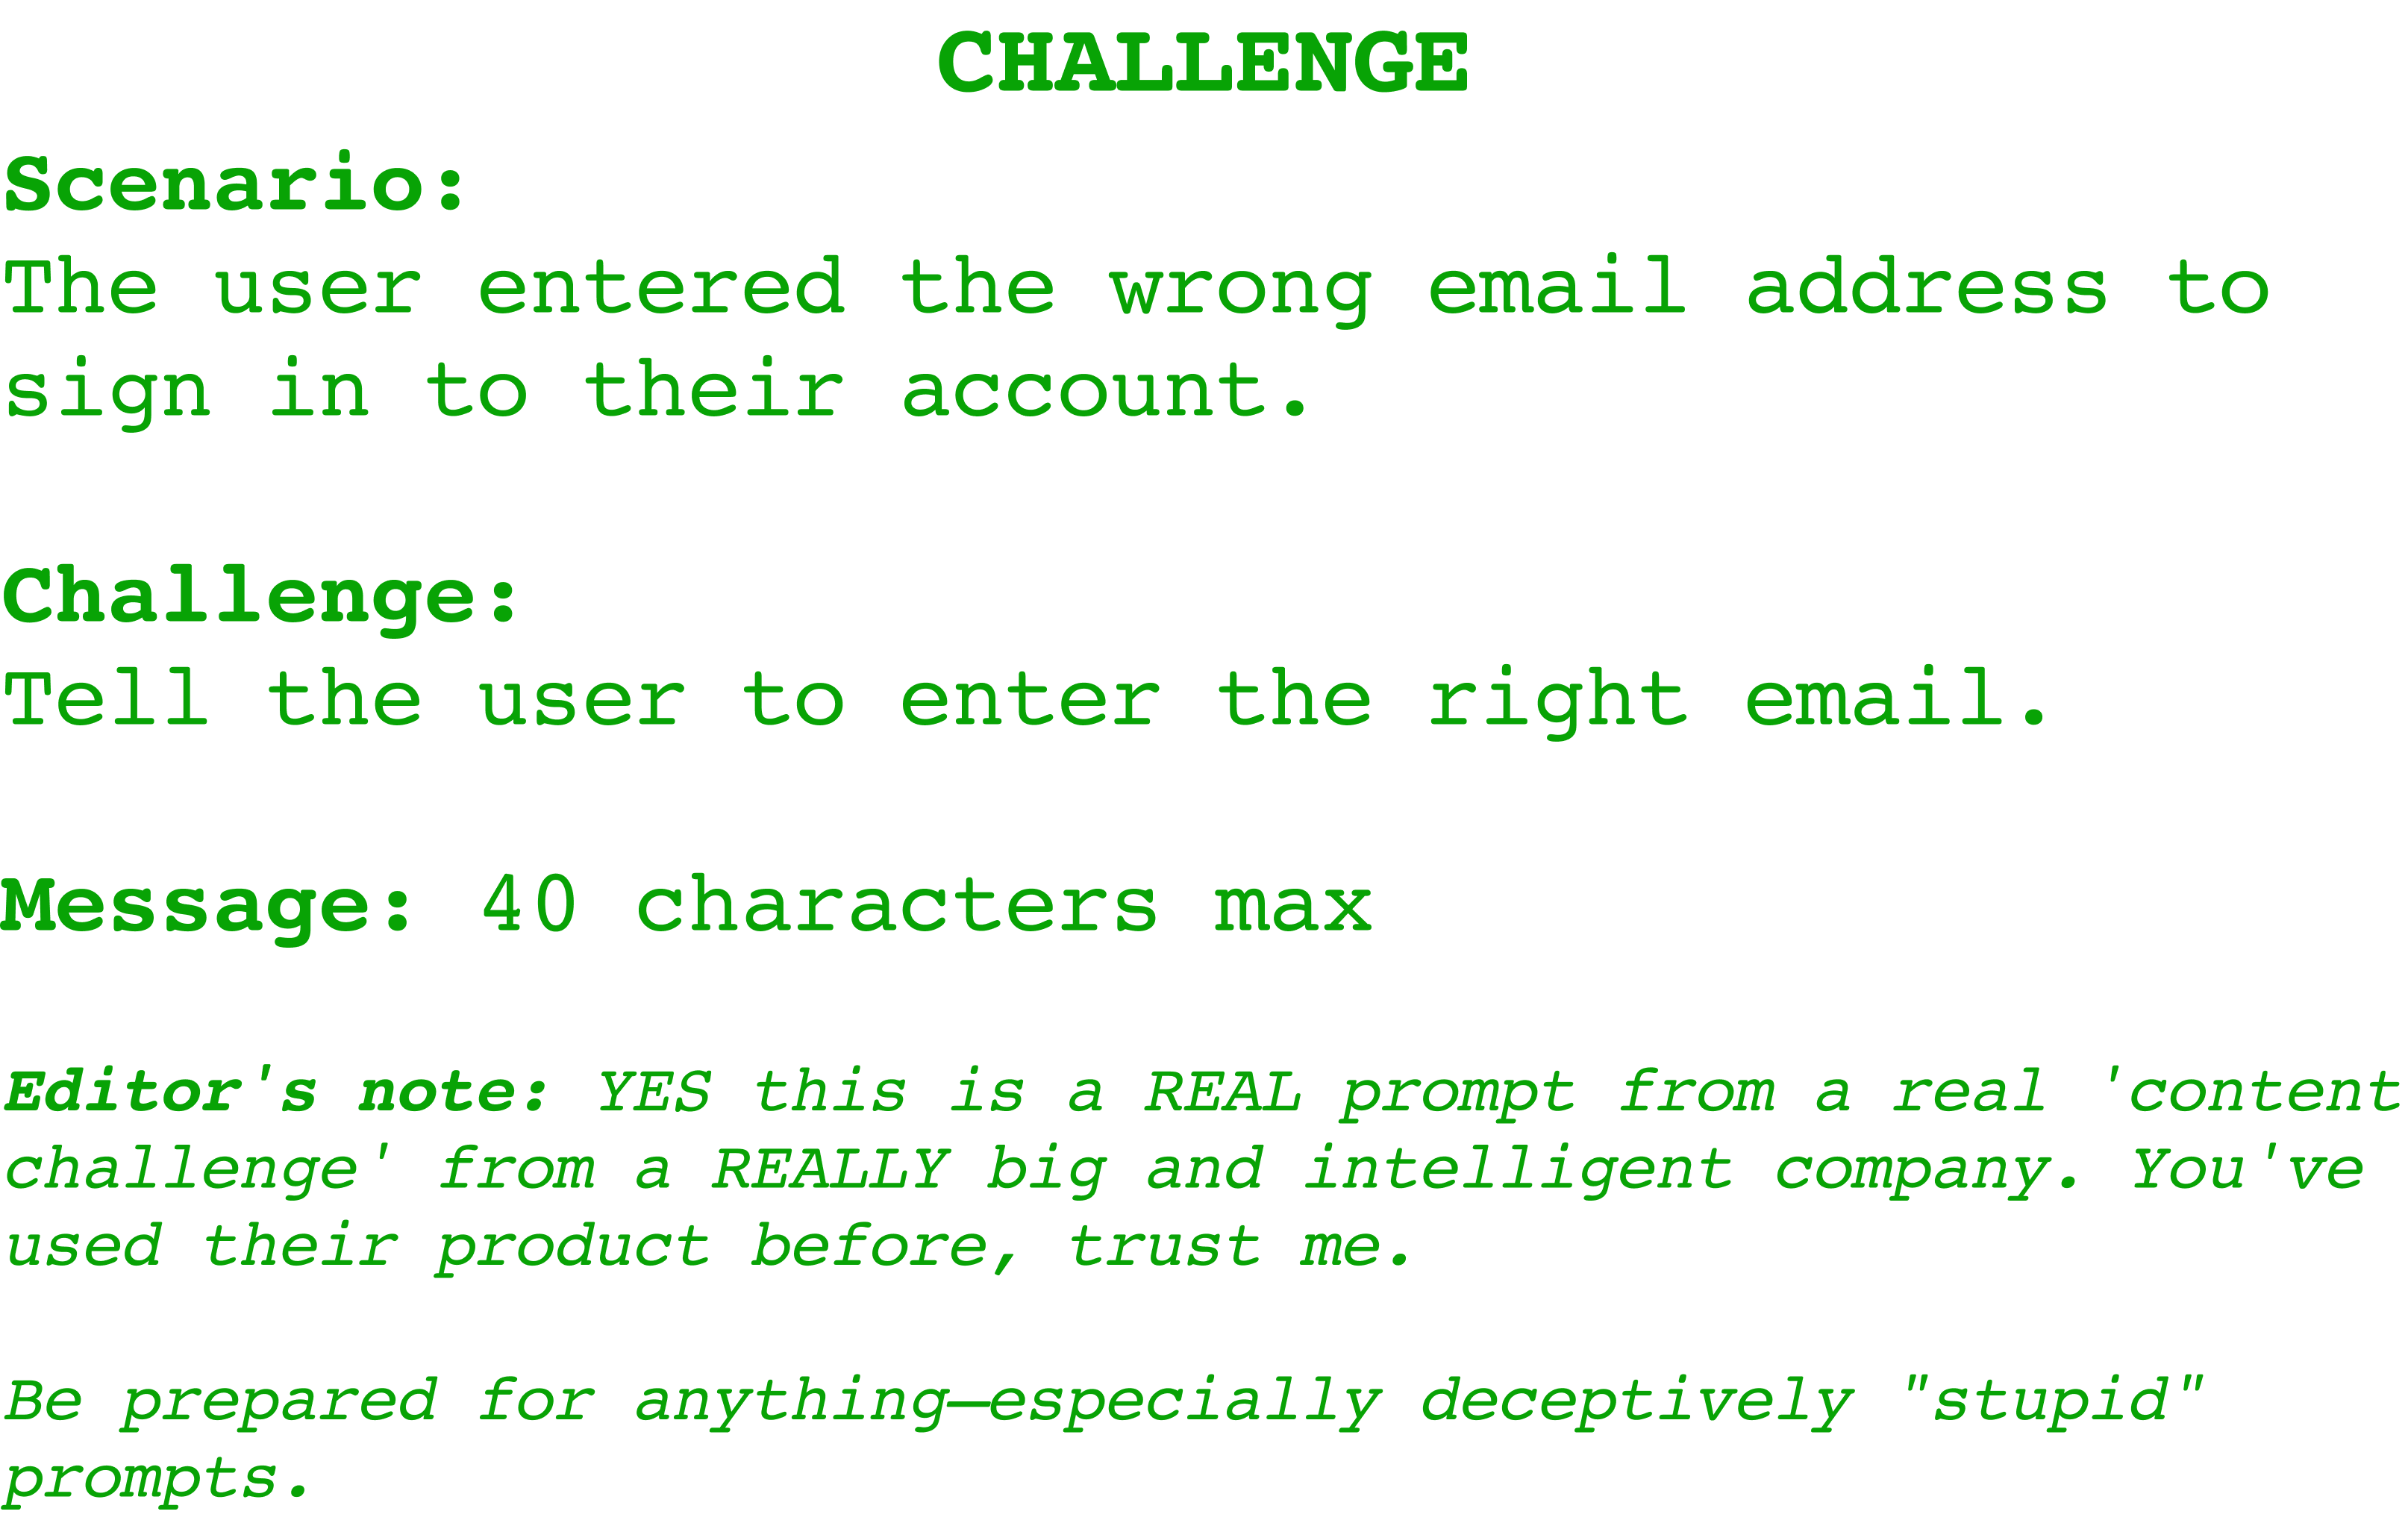 CHALLENGE
Scenario:
The user entered the wrong email address to
sign in to their account.
Challenge:
Tell the user to enter the right email.
Message: 40 characters max
Editor's note: YES this is a REAL prompt from a real 'content
challenge' from a REALLY big and intelligent company. You've
used their product before, trust me.
Be prepared for anything—especially deceptively "stupid"
prompts.